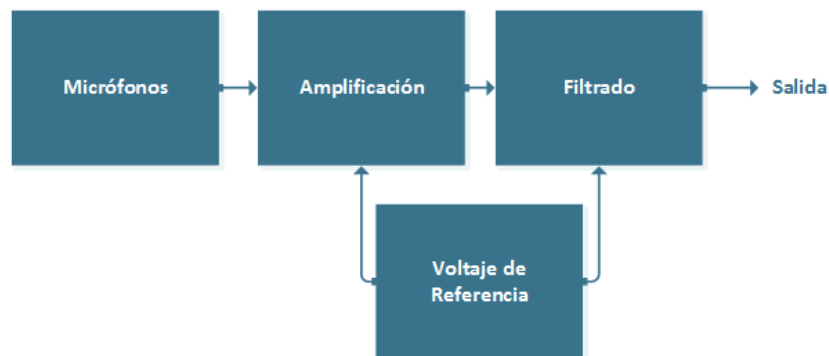 Micrófonos
Amplificación
Filtrado
Salida
Voltaje de
Referencia